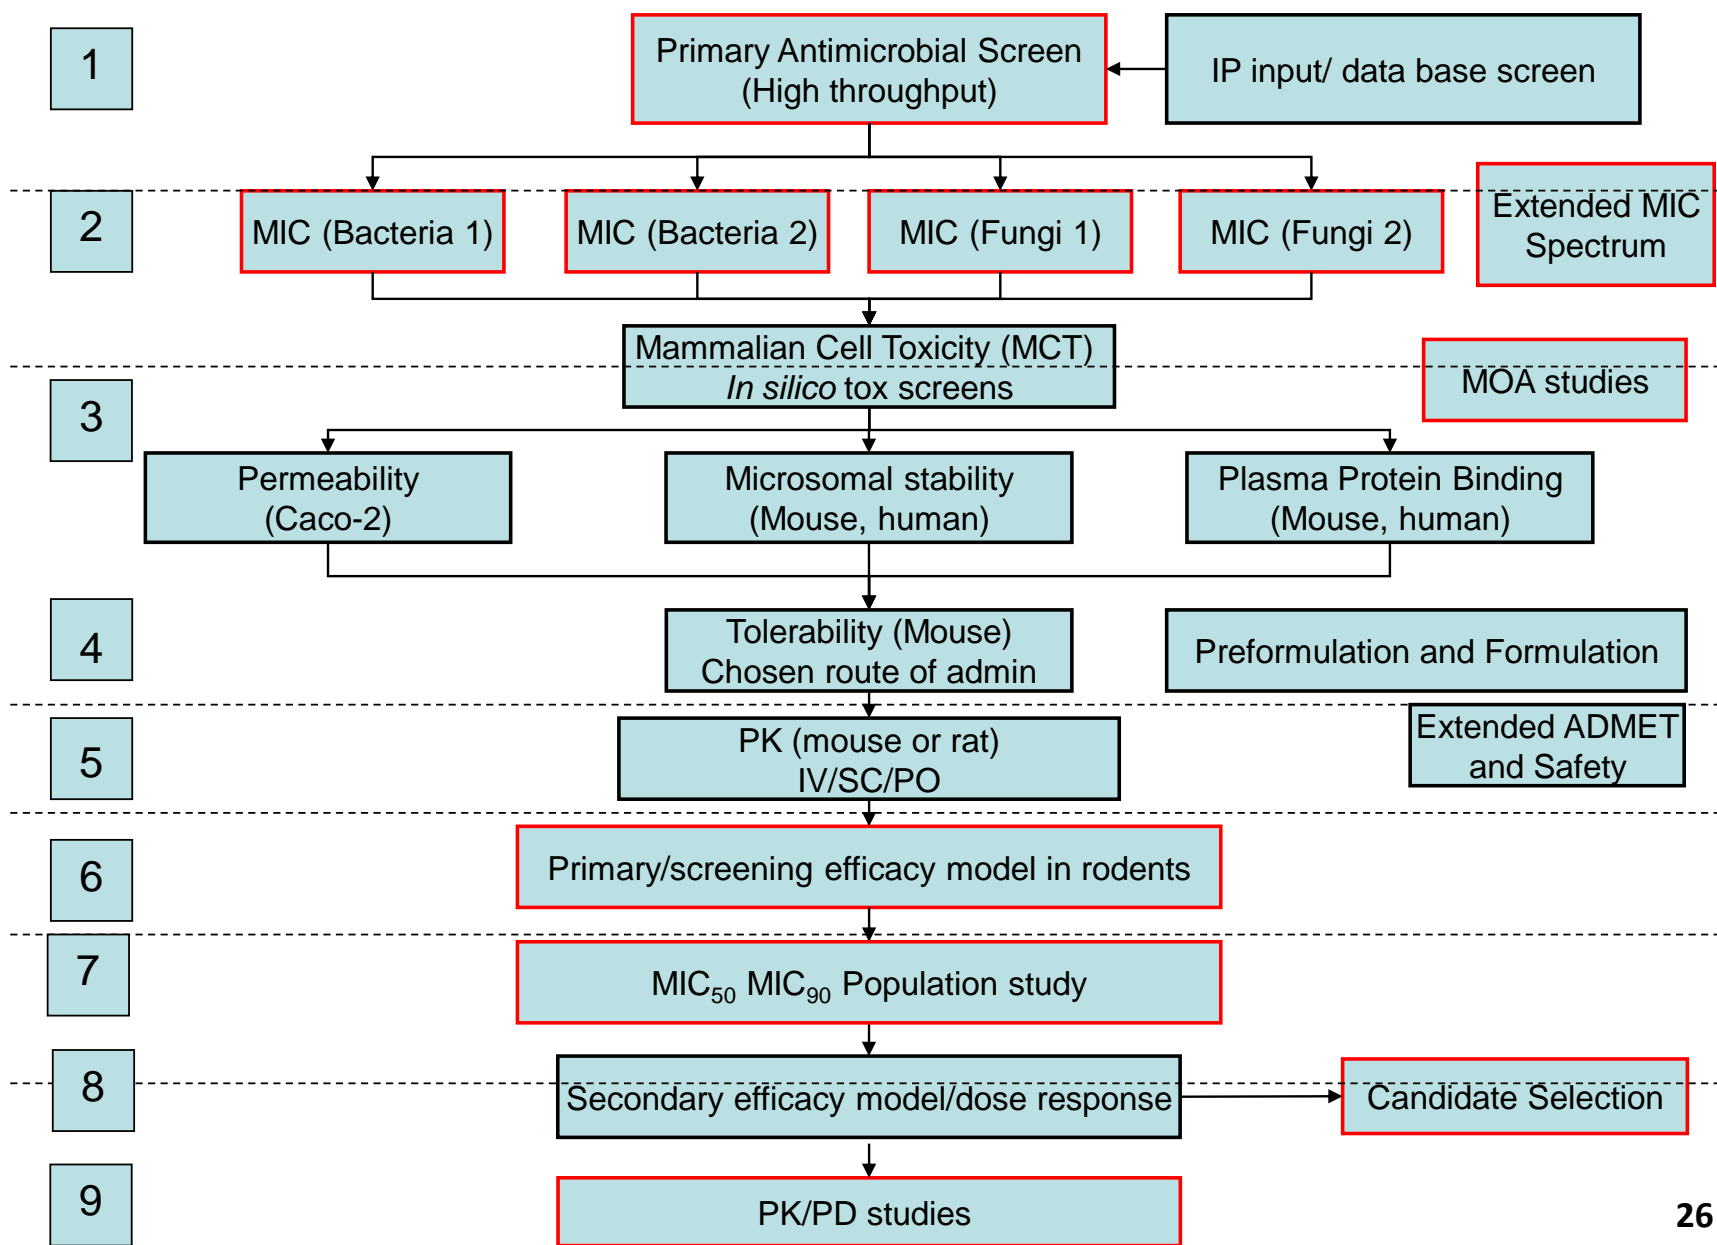 1
Primary Antimicrobial Screen
(High throughput)
IP input/ data base screen
2
MIC (Bacteria 1)
MIC (Bacteria 2)
MIC (Fungi 1)
MIC (Fungi 2)
Extended MIC
Spectrum
3
Mammalian Cell Toxicity (MCT)
In silico tox screens
MOA studies
Permeability
(Caco-2)
Microsomal stability
(Mouse, human)
Plasma Protein Binding
(Mouse, human)
4
Tolerability (Mouse)
Chosen route of admin
Preformulation and Formulation
5
PK (mouse or rat)
IV/SC/PO
Extended ADMET
and Safety
6
Primary/screening efficacy model in rodents
7
MIC₅₀ MIC₉₀ Population study
8
Secondary efficacy model/dose response
Candidate Selection
9
PK/PD studies
26